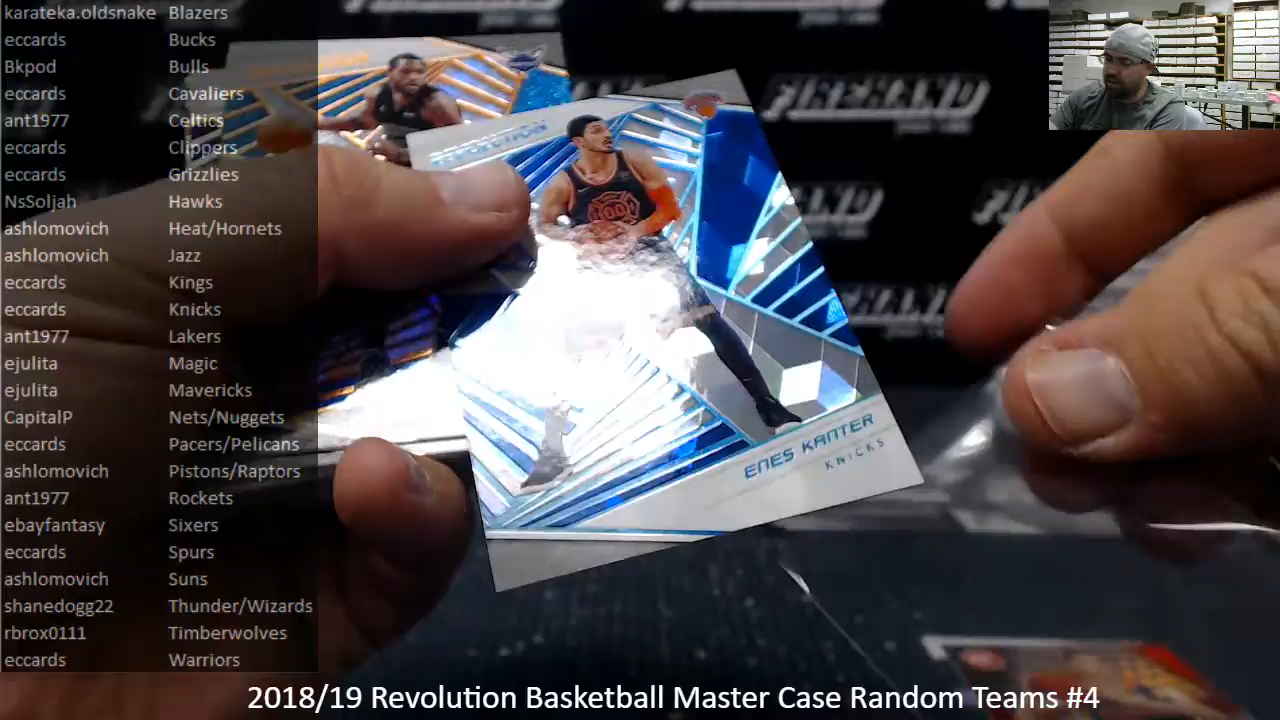 karateka.oldsnake Blazers
eccards Bucks
Bkpod Bulls
eccards Cavaliers
ant1977 Celtics
eccards Clippers
eccards Grizzlies
NsSoljah Hawks
ashlomovich Heat/Hornets
ashlomovich Jazz
eccards Kings
eccards Knicks
ant1977 Lakers
ejulita Magic
ejulita Mavericks
CapitalP Nets/Nuggets
eccards Pacers/Pelicans
ashlomovich Pistons/Raptors
ant1977 Rockets
ebayfantasy Sixers
eccards Spurs
ashlomovich Suns
shanedogg22 Thunder/Wizards
rbrox0111 Timberwolves
eccards Warriors
REVOLUTION
00
ENES KANTER
KNICKS
FIREHAND
2018/19 Revolution Basketball Master Case Random Teams #4